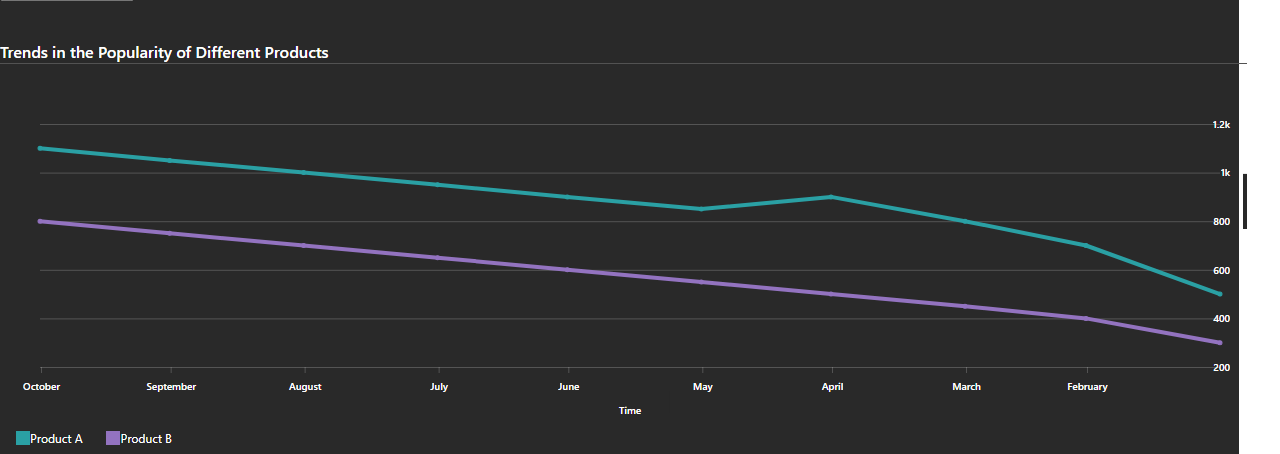 Trends in the Popularity of Different Products
1.2k
1k
800
600
400
200
October September August July June May April March February
Time
Product A Product B